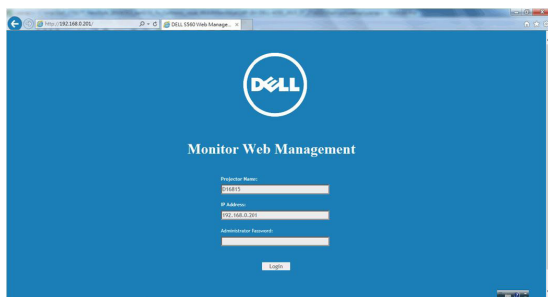 http://192.168.0.201/
DELL S560 Web Manage...
DELL
Monitor Web Management
Projector Name:
D16815
IP Address:
192.168.0.201
Administrator Password:
Login